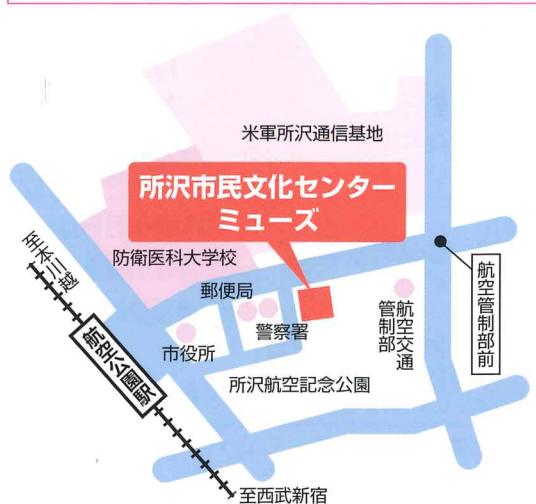 米軍所沢通信基地
所沢市民文化センター
ミューズ
防衛医科大学校
至本川越
郵便局
警察署
市役所
航空公園駅
所沢航空記念公園
航空交通
管制部
航空管制部前
至西武新宿